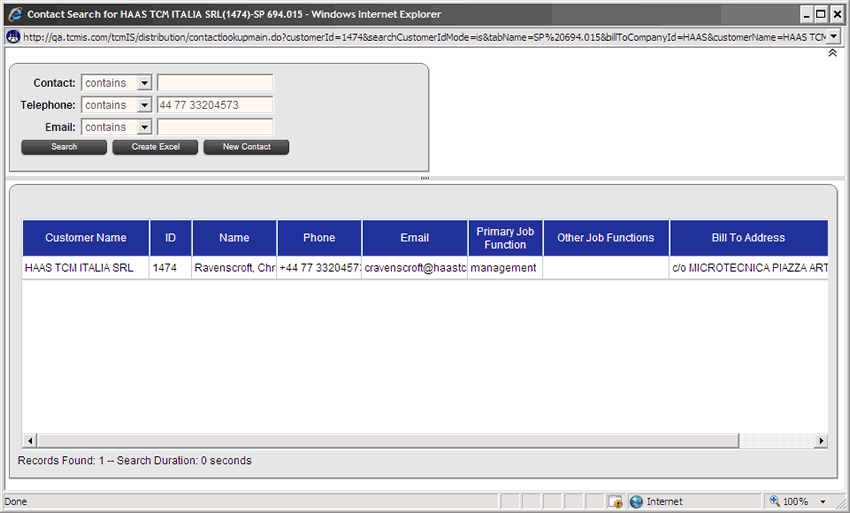 Contact Search for HAAS TCM ITALIA SRL(1474)-SP 694.015 - Windows Internet Explorer
http://qa.tcmis.com/tcmIS/distribution/contactlookupmain.do?customerId=1474&searchCustomerIdMode=is&tabName=SP%20694.015&billToCompanyId=HAAS&customerName=HAAS TCM
Contact: contains
Telephone: contains 44 77 33204573
Email: contains
Search Create Excel New Contact
Customer Name ID Name Phone Email Primary Job Function Other Job Functions Bill To Address
HAAS TCM ITALIA SRL 1474 Ravenscroft, Chr +44 77 33204573 cravenscroft@haastc management c/o MICROTECNICA PIAZZA ART
Records Found: 1 -- Search Duration: 0 seconds
Done Internet 100%